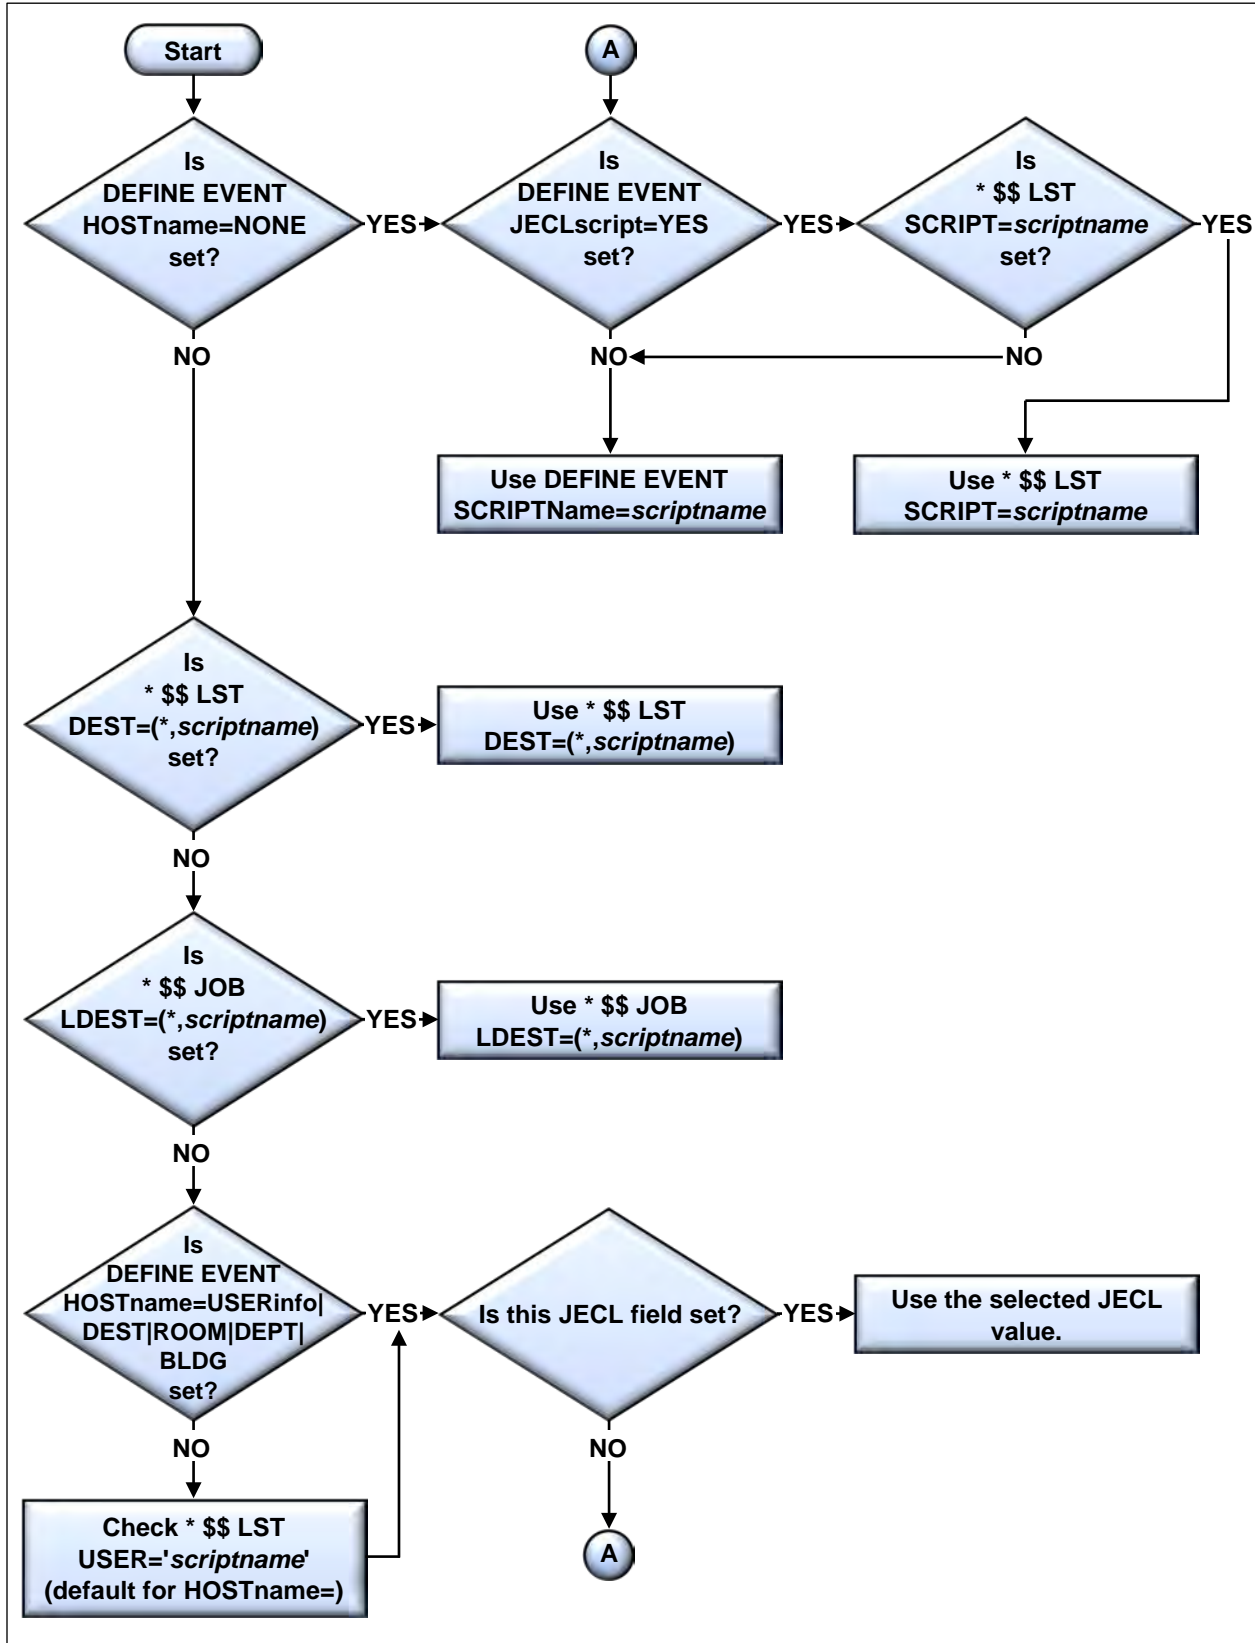 Start
A
Is
DEFINE EVENT
HOSTname=NONE
set?
YES
Is
DEFINE EVENT
JECLscript=YES
set?
YES
Is
* $$ LST
SCRIPT=scriptname
set?
YES
NO
NO
NO
Use DEFINE EVENT
SCRIPTName=scriptname
Use * $$ LST
SCRIPT=scriptname
Is
* $$ LST
DEST=(*,scriptname)
set?
YES
Use * $$ LST
DEST=(*,scriptname)
NO
Is
* $$ JOB
LDEST=(*,scriptname)
set?
YES
Use * $$ JOB
LDEST=(*,scriptname)
NO
Is
DEFINE EVENT
HOSTname=USERinfo|
DEST|ROOM|DEPT|
BLDG
set?
YES
Is this JECL field set?
YES
Use the selected JECL
value.
NO
NO
Check * $$ LST
USER='scriptname'
(default for HOSTname=)
A